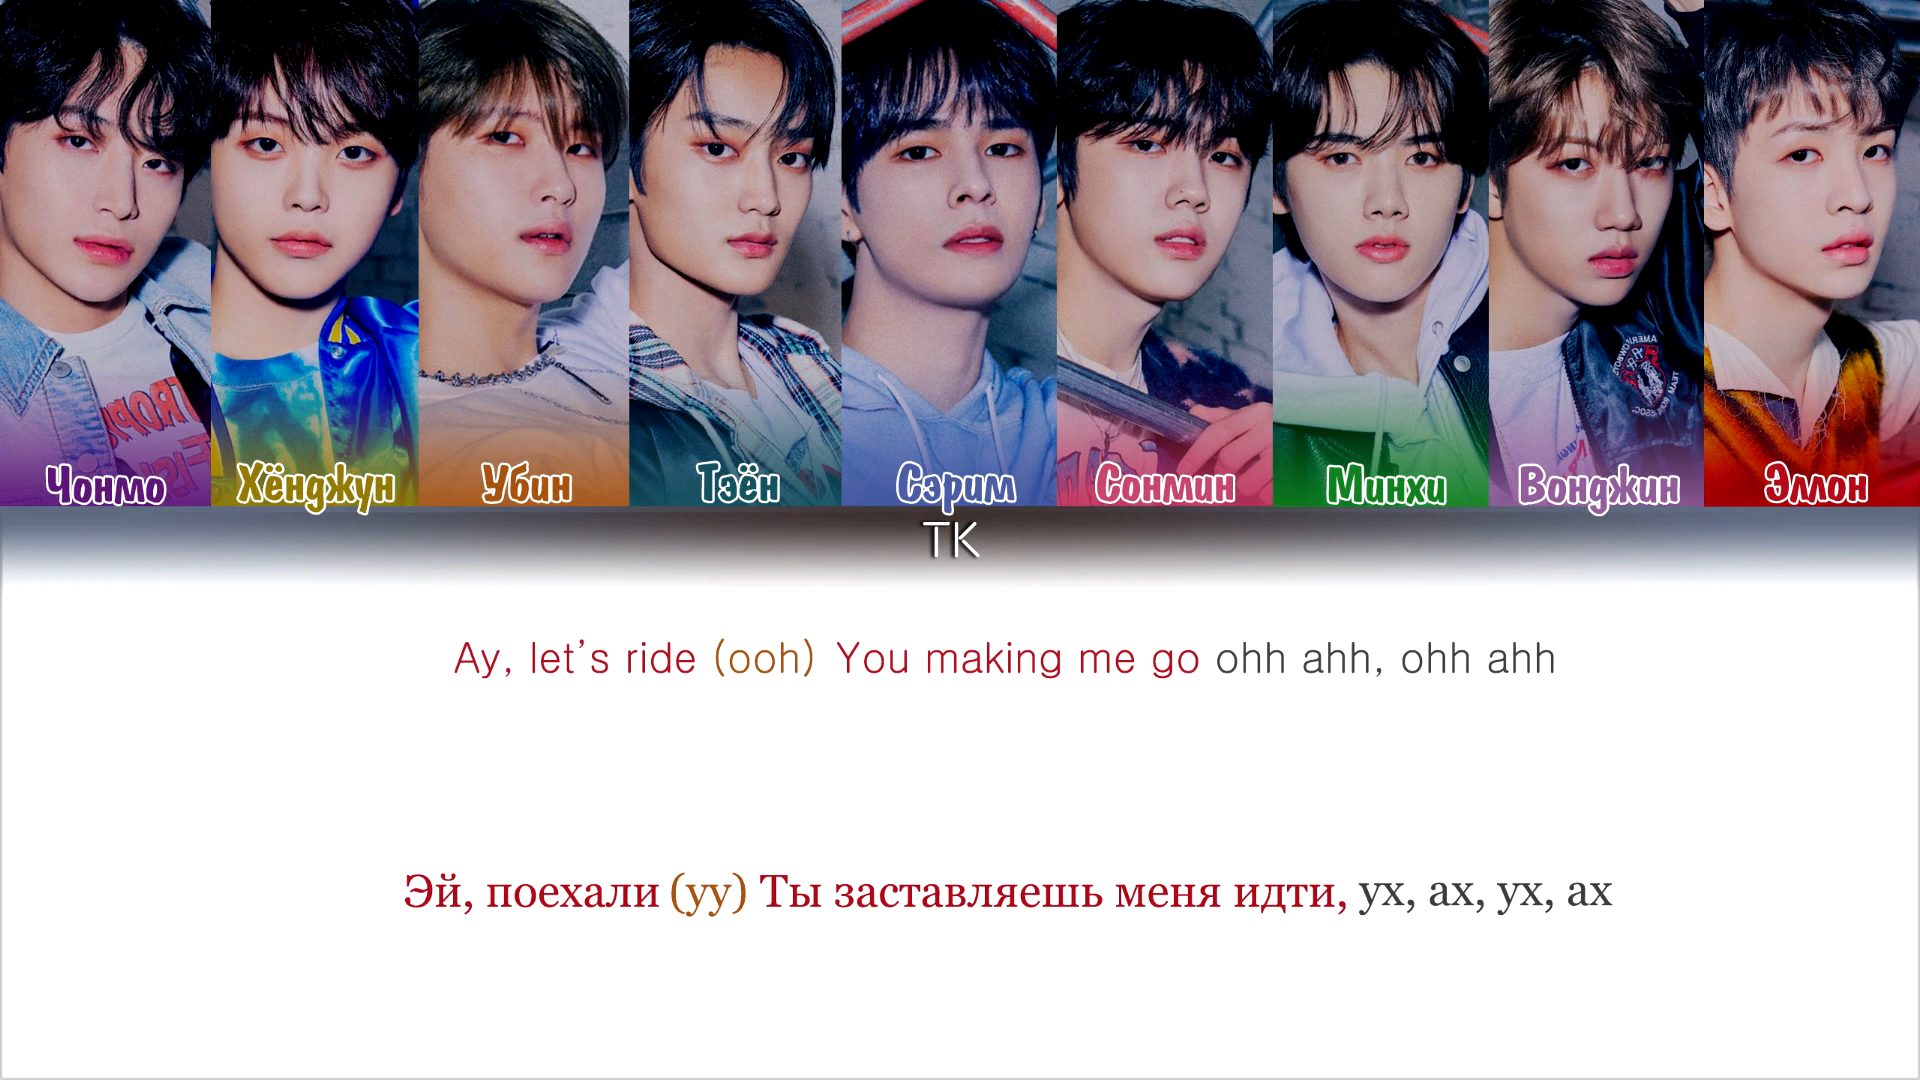 Чонмо Хёнджун Убин Тэён Сэрим Сонмин Минхи Вонджин Эллон
TK
Ay, let's ride (ooh) You making me go ohh ahh, ohh ahh
Эй, поехали (уу) Ты заставляешь меня идти, ух, ах, ух, ах